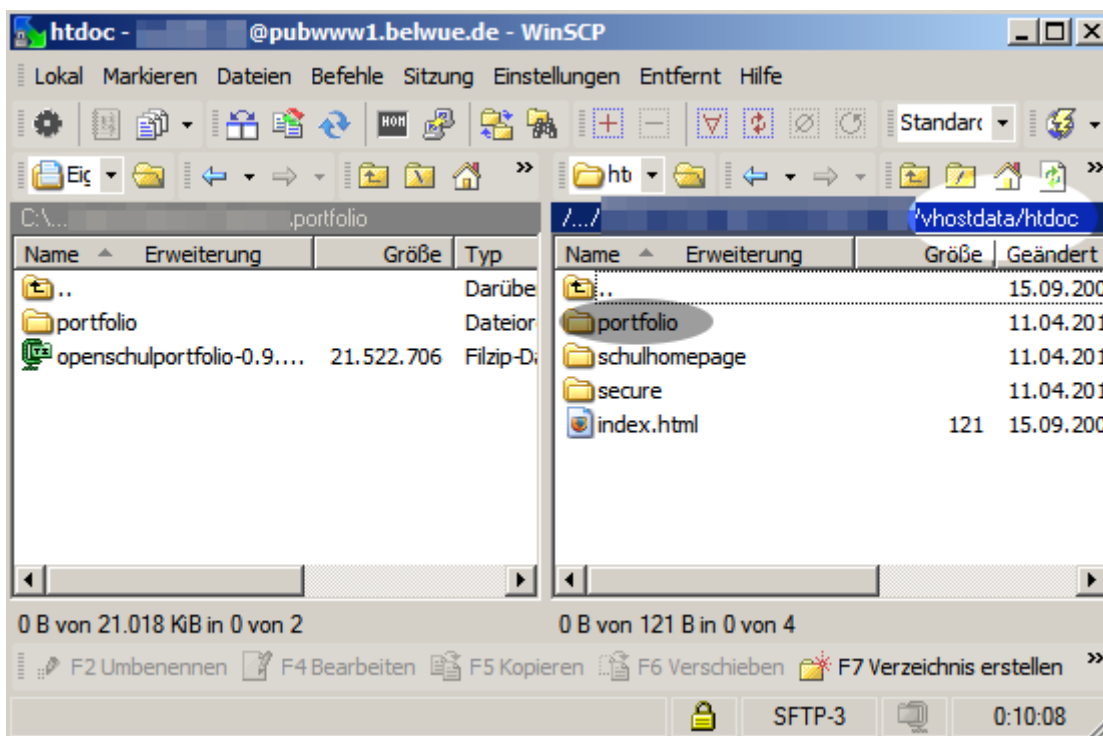 htdoc - @pubwww1.belwue.de - WinSCP
Lokal Markieren Dateien Befehle Sitzung Einstellungen Entfernt Hilfe
Standarc
Eig
ht
C:\... .portfolio
/.../ /vhostdata/htdoc
Name Erweiterung Größe Typ
Name Erweiterung Größe Geändert
.. Darübe
.. 15.09.200
portfolio Dateior
portfolio 11.04.201
openschulportfolio-0.9.... 21.522.706 Filzip-Da
schulhomepage 11.04.201
secure 11.04.201
index.html 121 15.09.200
0 B von 21.018 KiB in 0 von 2
0 B von 121 B in 0 von 4
F2 Umbenennen F4 Bearbeiten F5 Kopieren F6 Verschieben F7 Verzeichnis erstellen
SFTP-3 0:10:08